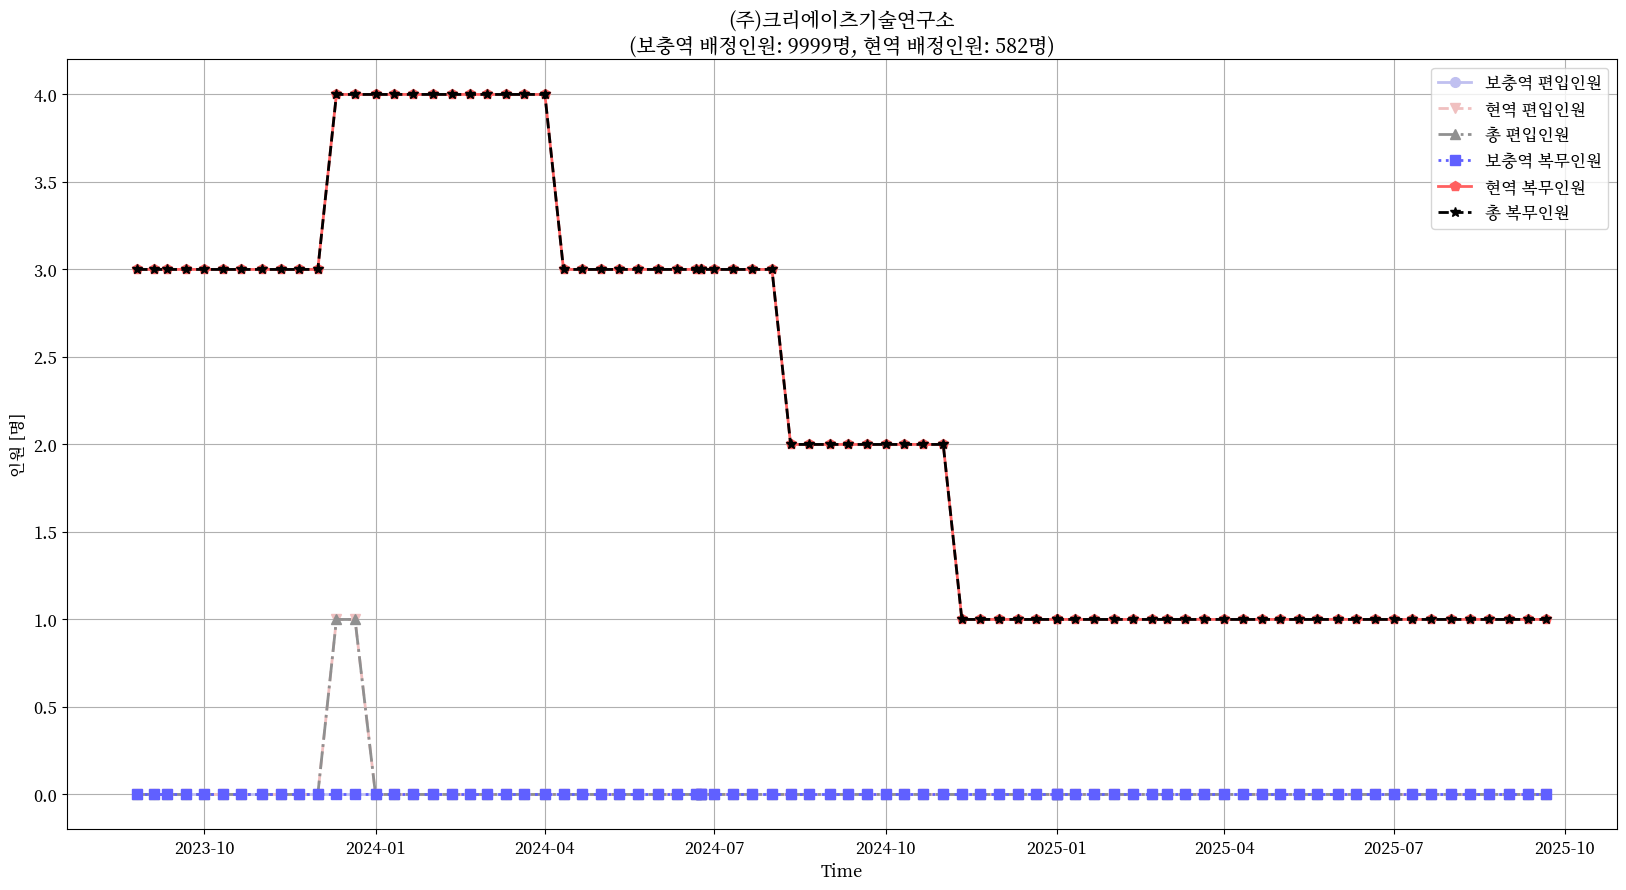 (주)크리에이츠기술연구소
(보충역 배정인원: 9999명, 현역 배정인원: 582명)
보충역 편입인원
현역 편입인원
총 편입인원
보충역 복무인원
현역 복무인원
총 복무인원
인원 [명]
4.0
3.5
3.0
2.5
2.0
1.5
1.0
0.5
0.0
2023-10 2024-01 2024-04 2024-07 2024-10 2025-01 2025-04 2025-07 2025-10
Time